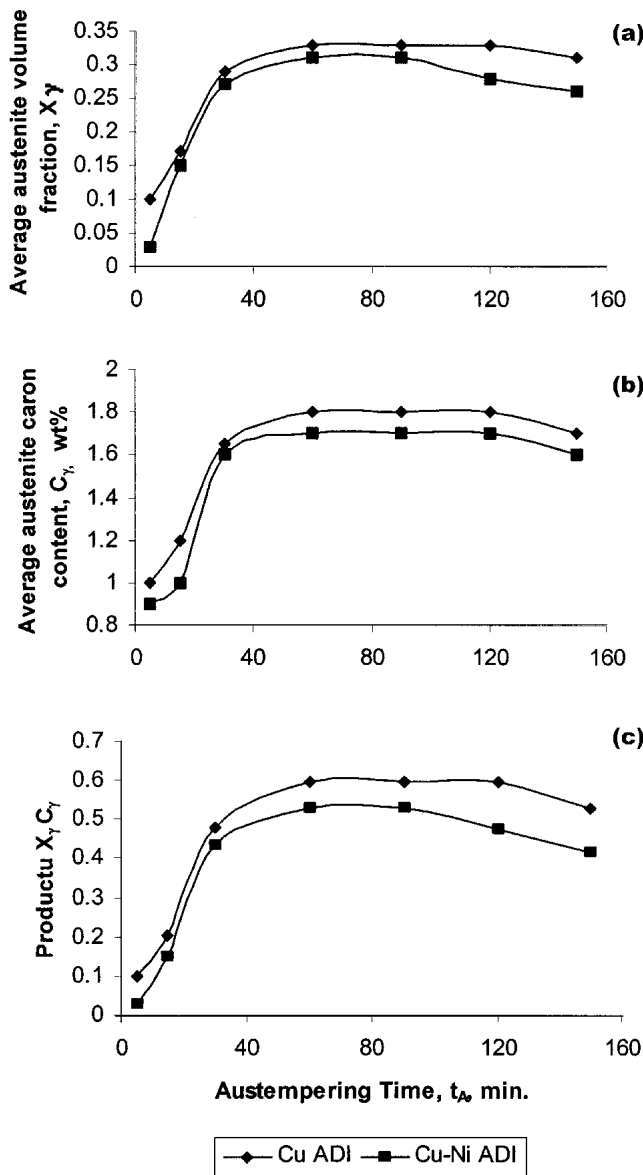 (a)
Average austenite volume
fraction, Xγ
0.35
0.3
0.25
0.2
0.15
0.1
0.05
0
0 40 80 120 160
(b)
Average austenite caron
content, Cγ, wt%
2
1.8
1.6
1.4
1.2
1
0.8
0 40 80 120 160
(c)
Productu XγCγ
0.7
0.6
0.5
0.4
0.3
0.2
0.1
0
0 40 80 120 160
Austempering Time, tA, min.
Cu ADI Cu-Ni ADI